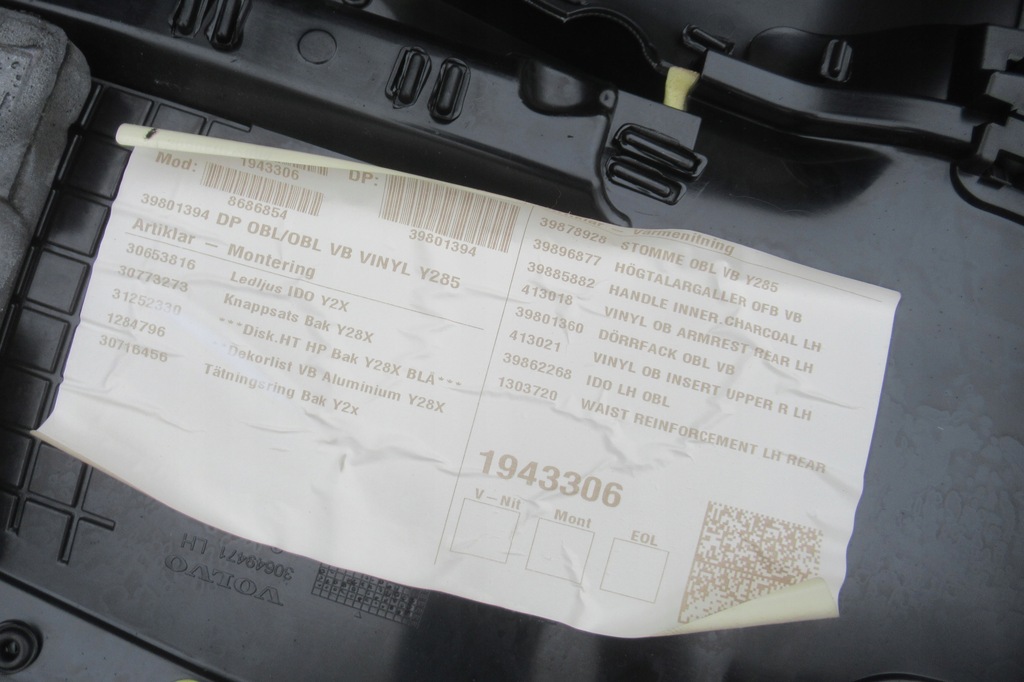 Mod: 1943306 DP:
8686854
39801394
39801394 DP OBL/OBL VB VINYL Y285
Artiklar – Montering
30653816 Ledljus IDO Y2X
30773273 Knappsats Bak Y28X
31252330 ***Disk.HT HP Bak Y28X BLÅ***
1284796 Dekorlist VB Aluminium Y28X
30716456 Tätningsring Bak Y2x
39878928 STOMME OBL VB Y285
39896877 HÖGTALARGALLER OFB VB
39885882 HANDLE INNER.CHARCOAL LH
413018 VINYL OB ARMREST REAR LH
39801360 DÖRRFACK OBL VB
413021 VINYL OB INSERT UPPER R LH
39862268 IDO LH OBL
1303720 WAIST REINFORCEMENT LH REAR
1943306
V – Nit Mont EOL
30649471 LH
VOLVO